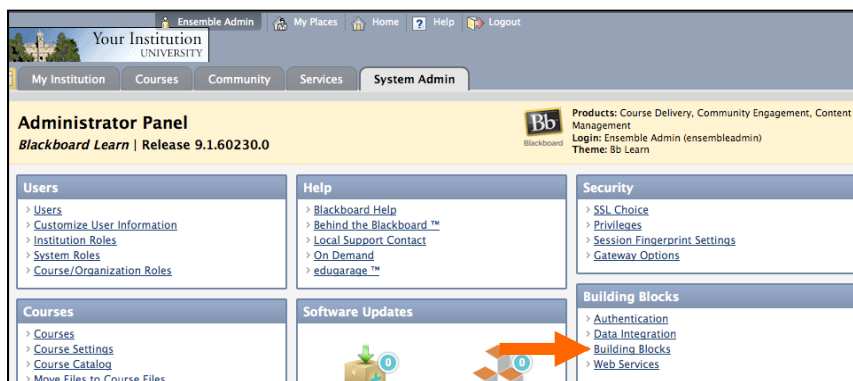 Ensemble Admin My Places Home ? Help Logout
Your Institution
UNIVERSITY
My Institution Courses Community Services System Admin
Administrator Panel
Blackboard Learn | Release 9.1.60230.0
Bb
Blackboard
Products: Course Delivery, Community Engagement, Content
Management
Login: Ensemble Admin (ensembleadmin)
Theme: Bb Learn
Users
> Users
> Customize User Information
> Institution Roles
> System Roles
> Course/Organization Roles
Help
> Blackboard Help
> Behind the Blackboard ™
> Local Support Contact
> On Demand
> edugarage ™
Security
> SSL Choice
> Privileges
> Session Fingerprint Settings
> Gateway Options
Courses
> Courses
> Course Settings
> Course Catalog
> Move Files to Course Files
Software Updates
0
0
Building Blocks
> Authentication
> Data Integration
Building Blocks
> Web Services